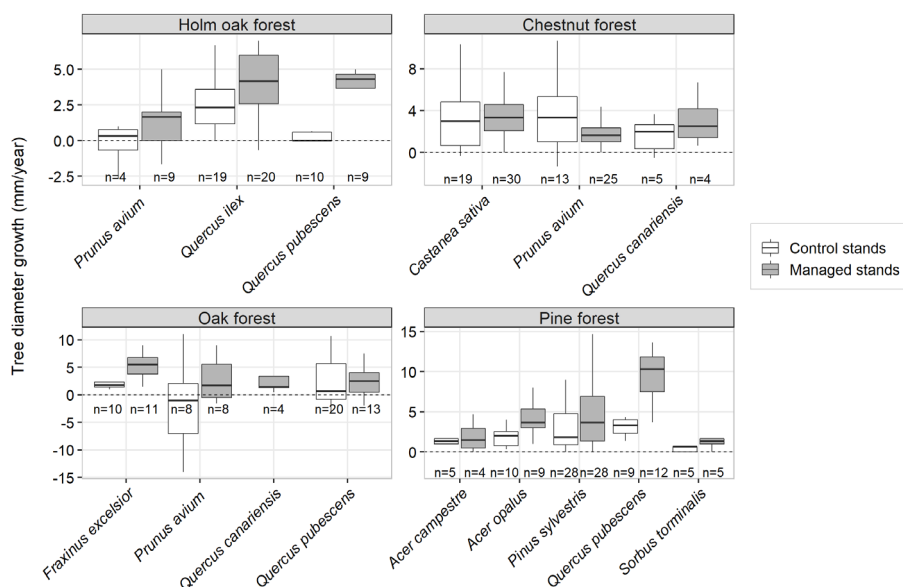 Holm oak forest
Chestnut forest
Tree diameter growth (mm/year)
5.0
2.5
0.0
-2.5
n=4 n=9 n=19 n=20 n=10 n=9
Prunus avium
Quercus ilex
Quercus pubescens
8
4
0
n=19 n=30 n=13 n=25 n=5 n=4
Castanea sativa
Prunus avium
Quercus canariensis
Control stands
Managed stands
Oak forest
Pine forest
10
5
0
-5
-10
-15
n=10 n=11 n=8 n=8 n=4 n=20 n=13
Fraxinus excelsior
Prunus avium
Quercus canariensis
Quercus pubescens
15
10
5
0
n=5 n=4 n=10 n=9 n=28 n=28 n=9 n=12 n=5 n=5
Acer campestre
Acer opalus
Pinus sylvestris
Quercus pubescens
Sorbus torminalis